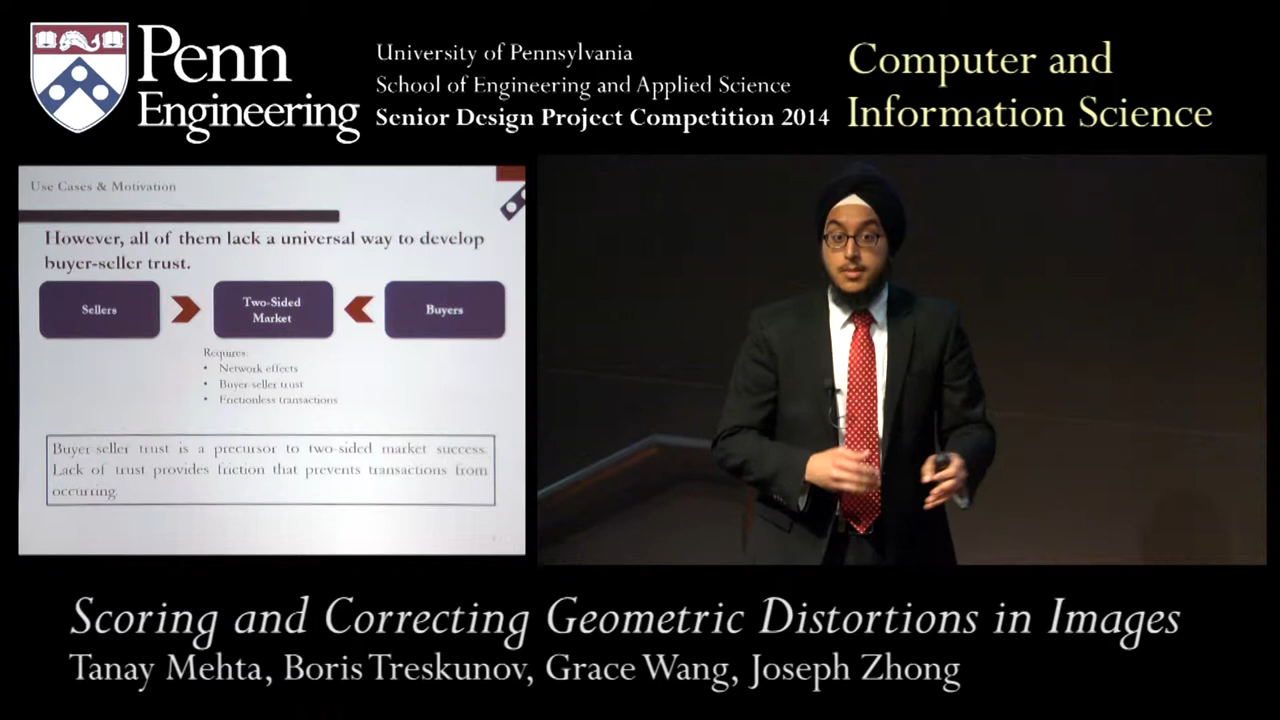 Penn
Engineering
University of Pennsylvania
School of Engineering and Applied Science
Senior Design Project Competition 2014
Computer and
Information Science
Use Cases & Motivation
However, all of them lack a universal way to develop
buyer-seller trust.
Sellers
Two-Sided
Market
Buyers
Requires:
• Network effects
• Buyer-seller trust
• Frictionless transactions
Buyer-seller trust is a precursor to two-sided market success.
Lack of trust provides friction that prevents transactions from
occurring.
Scoring and Correcting Geometric Distortions in Images
Tanay Mehta, Boris Treskunov, Grace Wang, Joseph Zhong